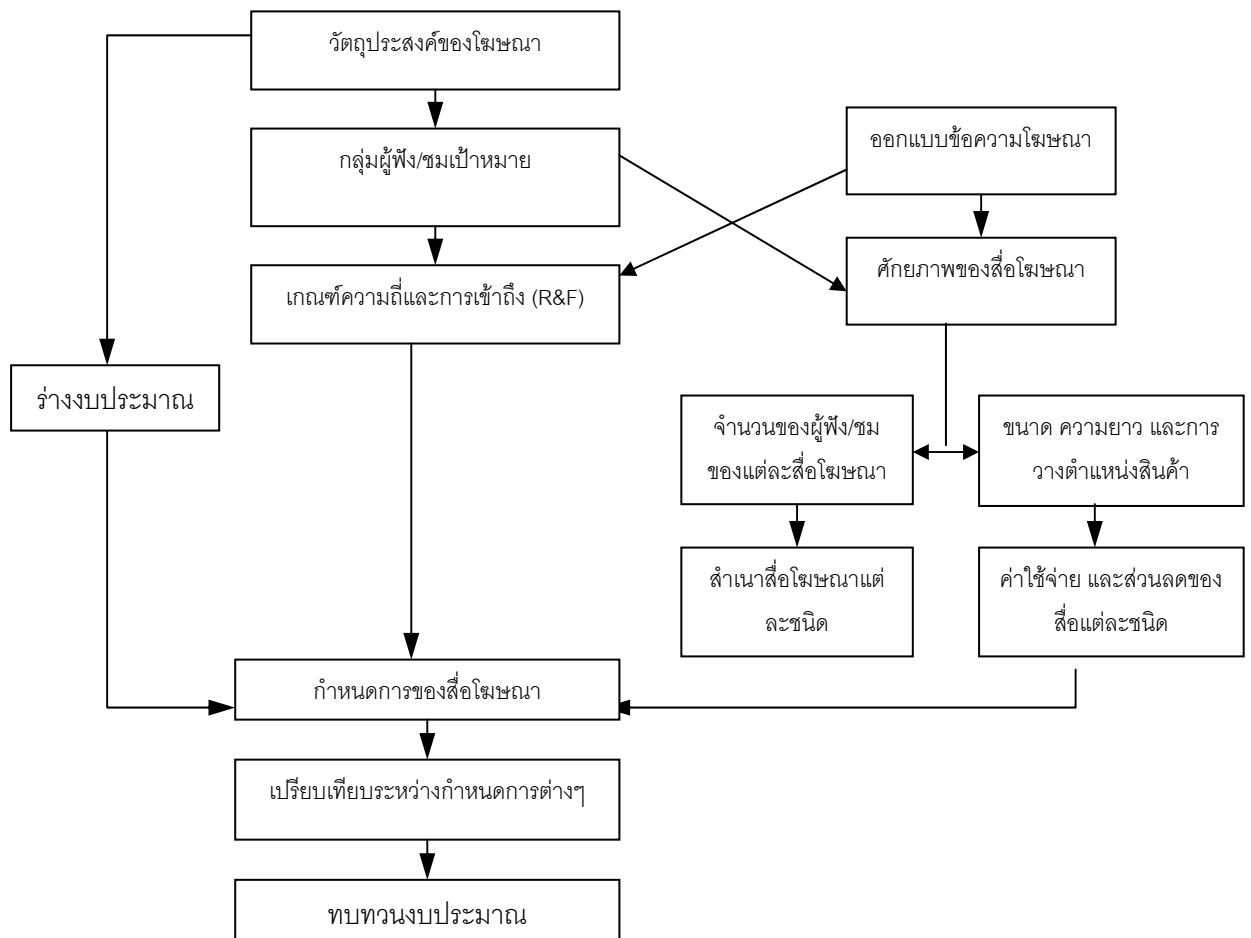 วัตถุประสงค์ของโฆษณา
กลุ่มผู้ฟัง/ชมเป้าหมาย
ออกแบบข้อความโฆษณา
เกณฑ์ความถี่และการเข้าถึง (R&F)
ศักยภาพของสื่อโฆษณา
ร่างงบประมาณ
จำนวนของผู้ฟัง/ชม
ของแต่ละสื่อโฆษณา
ขนาด ความยาว และการ
วางตำแหน่งสินค้า
สำเนาสื่อโฆษณาแต่
ละชนิด
ค่าใช้จ่าย และส่วนลดของ
สื่อแต่ละชนิด
กำหนดการของสื่อโฆษณา
เปรียบเทียบระหว่างกำหนดการต่างๆ
ทบทวนงบประมาณ